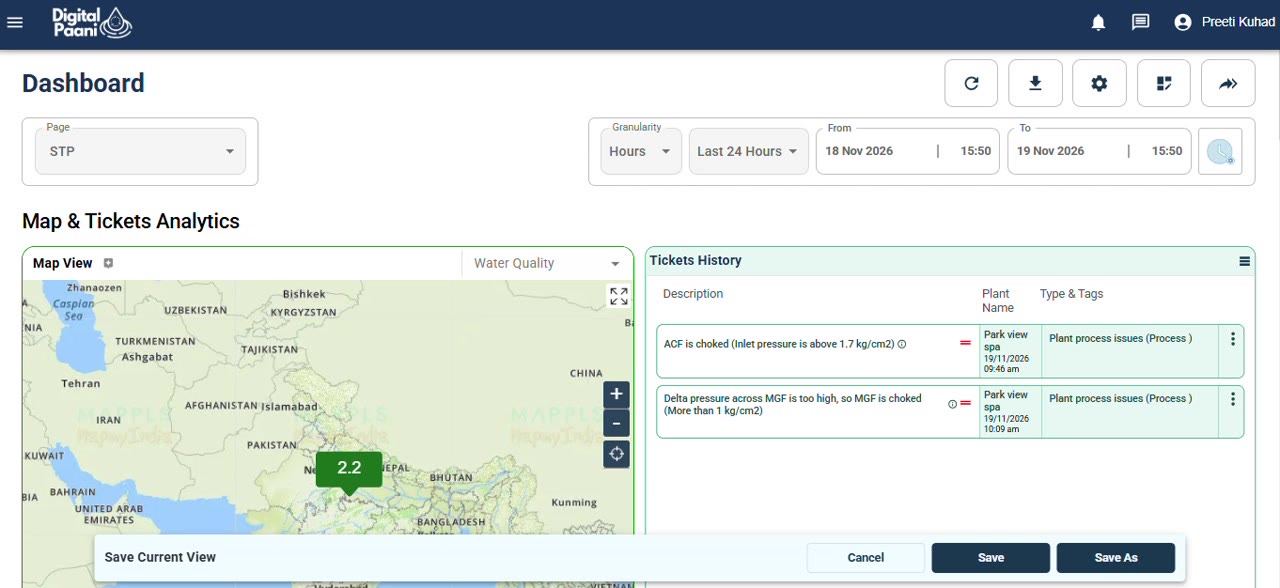 Digital
Paani
Preeti Kuhad
Dashboard
Page
STP
Granularity
Hours
Last 24 Hours
From
18 Nov 2026 | 15:50
To
19 Nov 2026 | 15:50
Map & Tickets Analytics
Map View
Water Quality
Zhanaozen
Caspian
Sea
NIA
UZBEKISTAN
Bishkek
KYRGYZSTAN
TURKMENISTAN
Ashgabat
TAJIKISTAN
Tehran
CHINA
IRAN
AFGHANISTAN
Islamabad
MAPPLS
MapmyIndia
PAKISTAN
KUWAIT
2.2
NEPAL
BHUTAN
BAHRAIN
BIA
UNITED ARAB
EMIRATES
Kunming
BANGLADESH
VIETNAM
+
-
Tickets History
Description
Plant
Name
Type & Tags
ACF is choked (Inlet pressure is above 1.7 kg/cm2)
Park view
spa
19/11/2026
09:46 am
Plant process issues (Process )
Delta pressure across MGF is too high, so MGF is choked
(More than 1 kg/cm2)
Park view
spa
19/11/2026
10:09 am
Plant process issues (Process )
Save Current View
Cancel
Save
Save As